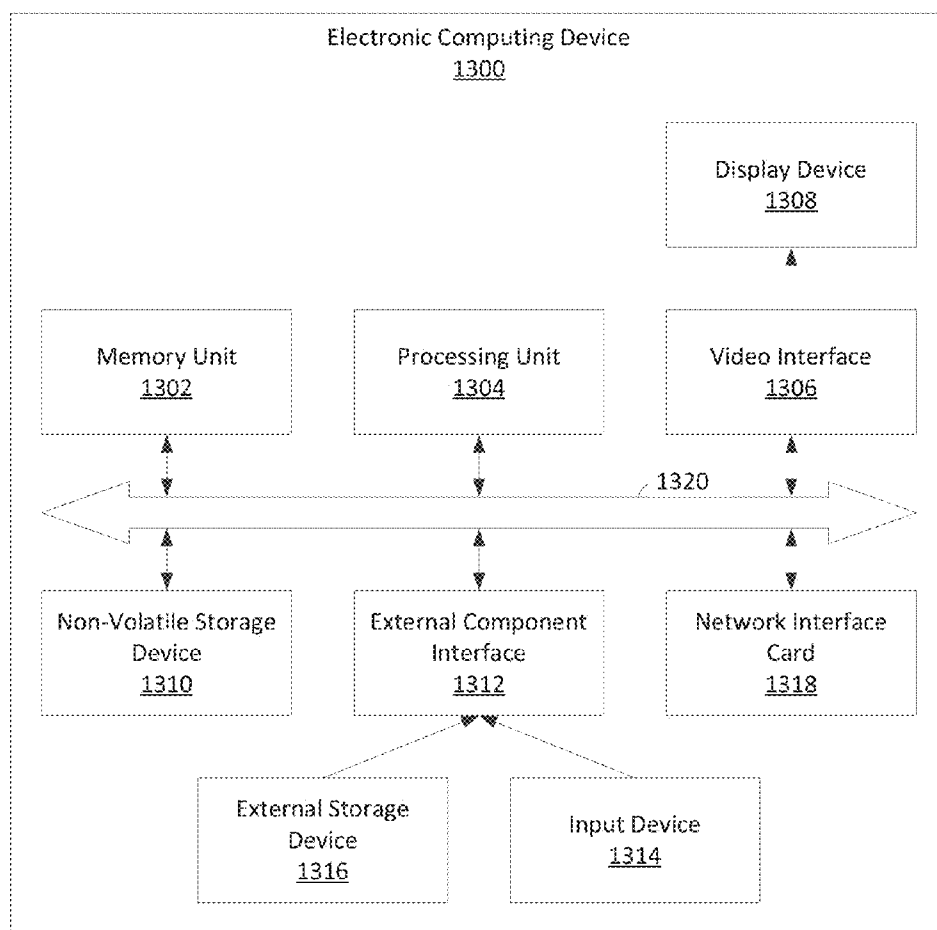 Electronic Computing Device
1300
Display Device
1308
Memory Unit
1302
Processing Unit
1304
Video Interface
1306
1320
Non-Volatile Storage
Device
1310
External Component
Interface
1312
Network Interface
Card
1318
External Storage
Device
1316
Input Device
1314